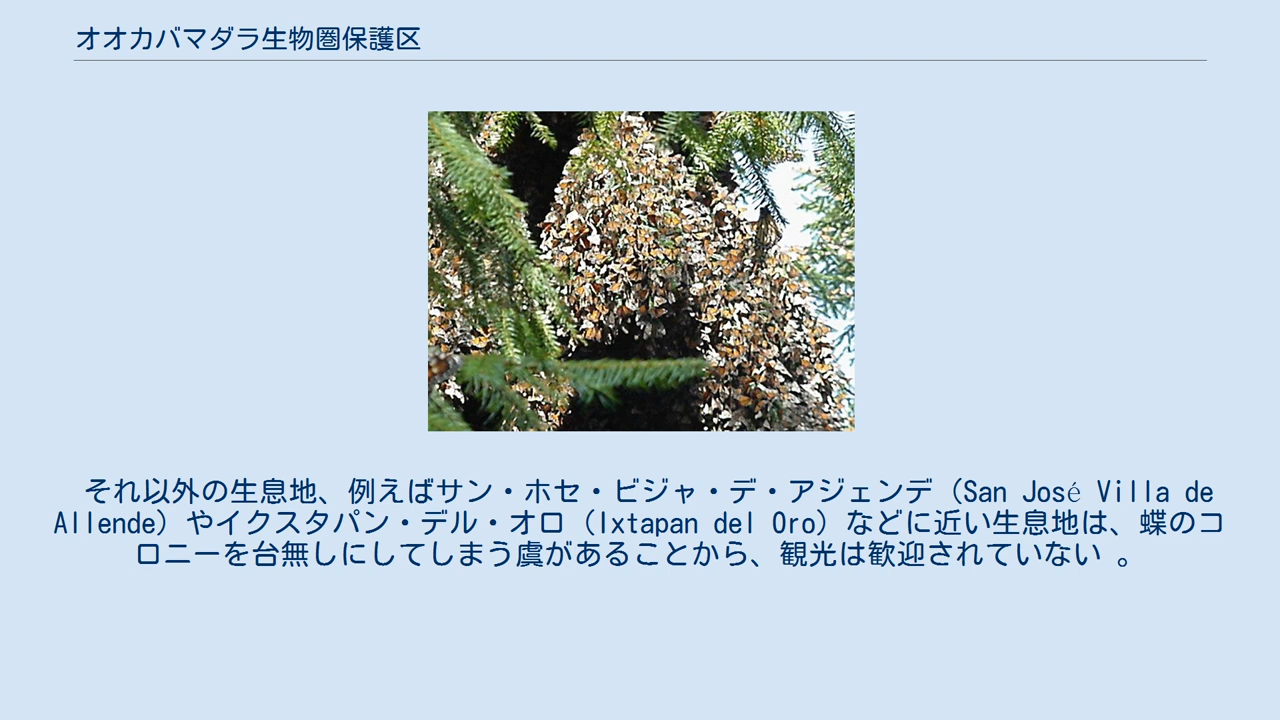 オオカバマダラ生物圏保護区
それ以外の生息地、例えばサン・ホセ・ビジャ・デ・アジェンデ（San José Villa de
Allende）やイクスタパン・デル・オロ（Ixtapan del Oro）などに近い生息地は、蝶のコ
ロニーを台無しにしてしまう虞があることから、観光は歓迎されていない 。